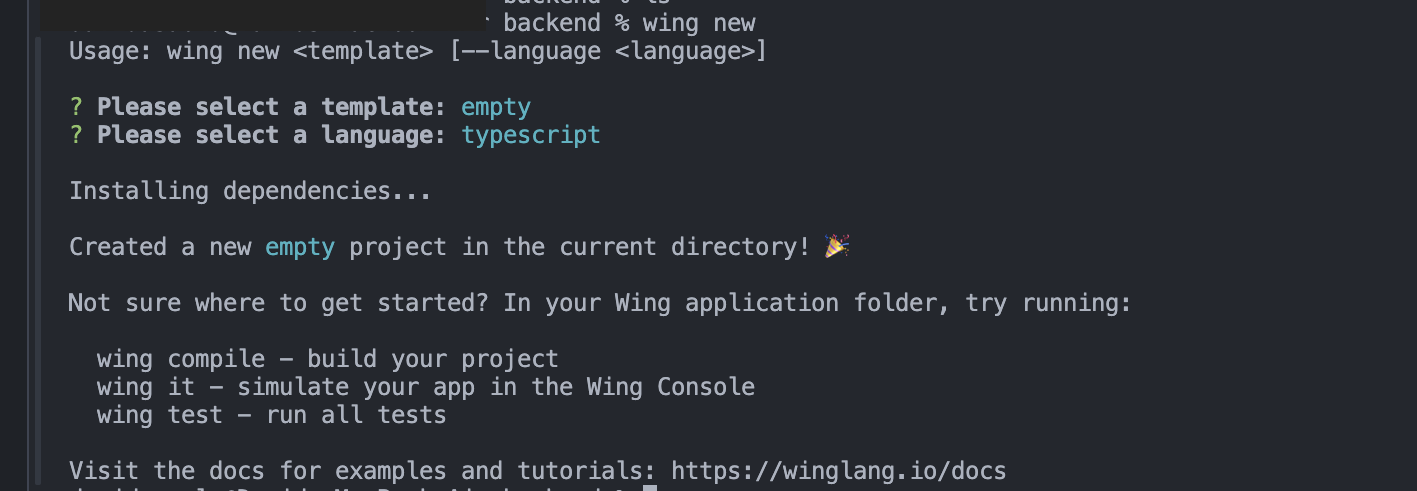 backend % ls
backend % wing new
Usage: wing new <template> [--language <language>]
? Please select a template: empty
? Please select a language: typescript
Installing dependencies...
Created a new empty project in the current directory! 🎉
Not sure where to get started? In your Wing application folder, try running:
wing compile - build your project
wing it - simulate your app in the Wing Console
wing test - run all tests
Visit the docs for examples and tutorials: https://winglang.io/docs